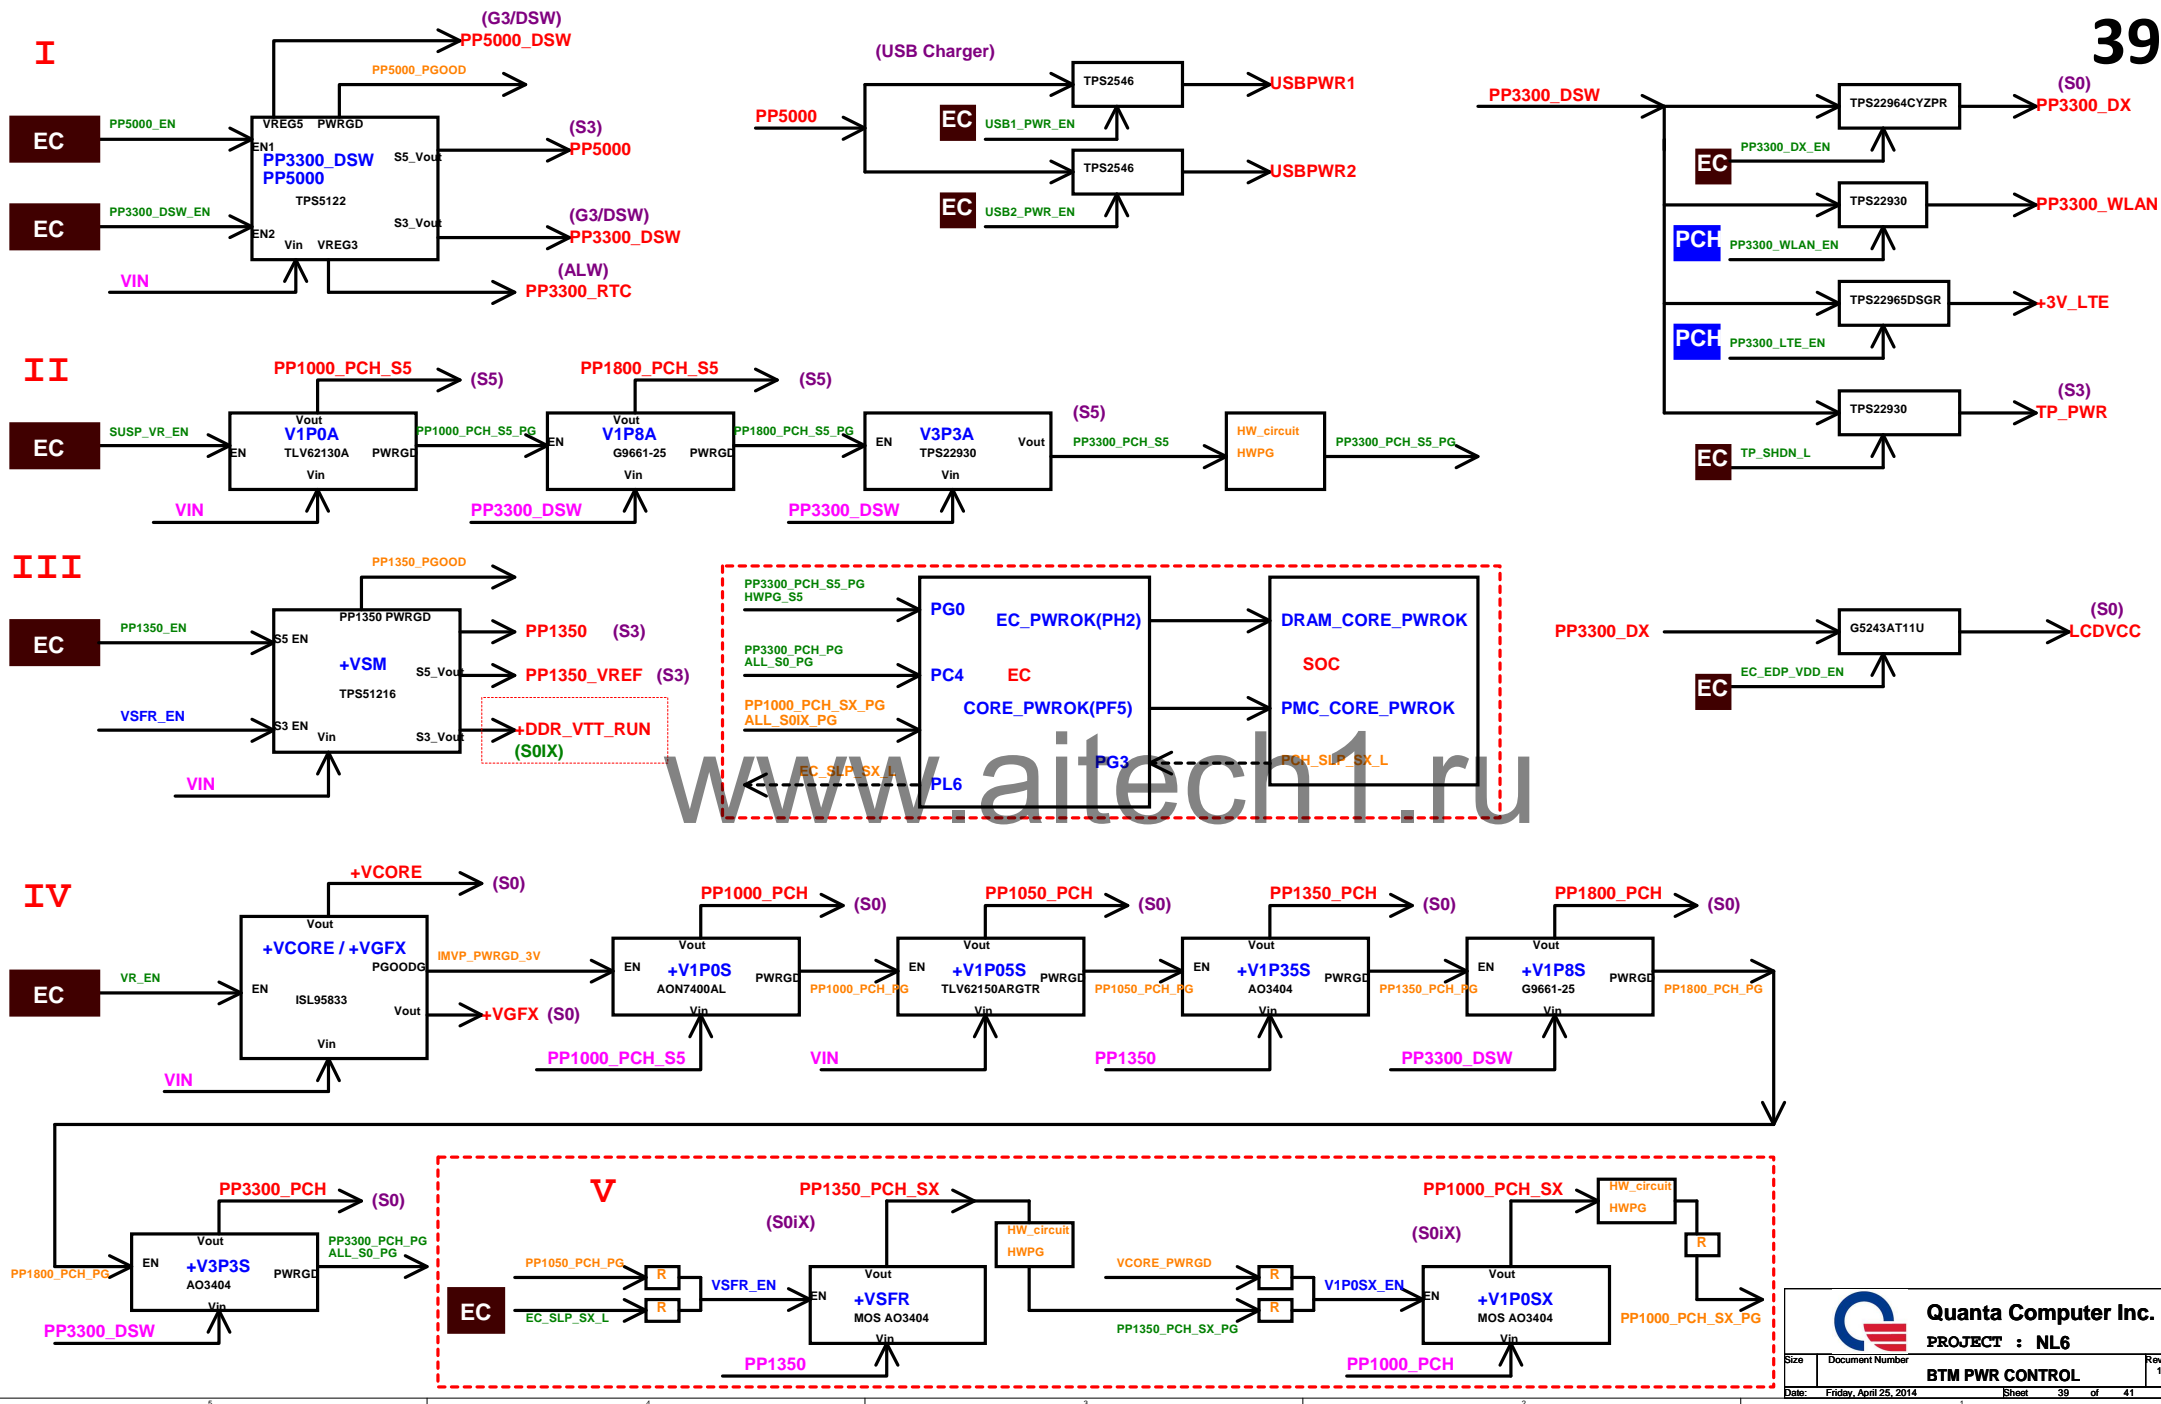 39
I
(G3/DSW)
PP5000_DSW
PP5000_PGOOD
EC
PP5000_EN
VREG5 PWRGD
EN1
PP3300_DSW
PP5000
TPS5122
S5_Vout
(S3)
PP5000
EC
PP3300_DSW_EN
EN2
Vin
VREG3
S3_Vout
(G3/DSW)
PP3300_DSW
(ALW)
PP3300_RTC
VIN
(USB Charger)
PP5000
TPS2546
USBPWR1
EC
USB1_PWR_EN
TPS2546
USBPWR2
EC
USB2_PWR_EN
PP3300_DSW
TPS22964CYZPR
(S0)
PP3300_DX
EC
PP3300_DX_EN
TPS22930
PP3300_WLAN
PCH
PP3300_WLAN_EN
TPS22965DSGR
+3V_LTE
PCH
PP3300_LTE_EN
TPS22930
(S3)
TP_PWR
EC
TP_SHDN_L
II
PP1000_PCH_S5
(S5)
EC
SUSP_VR_EN
Vout
V1P0A
TLV62130A
EN
PWRGD
Vin
VIN
PP1000_PCH_S5_PG
PP1800_PCH_S5
(S5)
Vout
EN
V1P8A
G9661-25
PWRGD
Vin
PP3300_DSW
PP1800_PCH_S5_PG
EN
V3P3A
TPS22930
Vout
Vin
PP3300_DSW
(S5)
PP3300_PCH_S5
HW_circuit
HWPG
PP3300_PCH_S5_PG
III
PP1350_PGOOD
EC
PP1350_EN
PP1350 PWRGD
S5 EN
+VSM
TPS51216
S5_Vout
S3 EN
Vin
S3_Vout
VSFR_EN
VIN
PP1350 (S3)
PP1350_VREF (S3)
+DDR_VTT_RUN
(S0IX)
PP3300_PCH_S5_PG
HWPG_S5
PG0
EC_PWROK(PH2)
DRAM_CORE_PWROK
PP3300_PCH_PG
ALL_S0_PG
PC4
EC
SOC
PP1000_PCH_SX_PG
ALL_S0IX_PG
CORE_PWROK(PF5)
PMC_CORE_PWROK
PG3
PCH_SLP_SX_L
EC_SLP_SX_L
PL6
www.aitech1.ru
PP3300_DX
G5243AT11U
(S0)
LCDVCC
EC
EC_EDP_VDD_EN
IV
+VCORE
(S0)
EC
VR_EN
Vout
+VCORE / +VGFX
PGOODG
EN
ISL95833
Vout
Vin
VIN
+VGFX (S0)
IMVP_PWRGD_3V
PP1000_PCH
(S0)
Vout
EN
+V1P0S
AON7400AL
PWRGD
Vin
PP1000_PCH_S5
PP1000_PCH_PG
PP1050_PCH
(S0)
Vout
EN
+V1P05S
TLV62150ARGTR
PWRGD
Vin
VIN
PP1050_PCH_PG
PP1350_PCH
(S0)
Vout
EN
+V1P35S
AO3404
PWRGD
Vin
PP1350
PP1350_PCH_PG
PP1800_PCH
(S0)
Vout
EN
+V1P8S
G9661-25
PWRGD
Vin
PP3300_DSW
PP1800_PCH_PG
PP3300_PCH
(S0)
PP1800_PCH_PG
Vout
EN
+V3P3S
AO3404
PWRGD
Vin
PP3300_DSW
PP3300_PCH_PG
ALL_S0_PG
V
EC
PP1050_PCH_PG
R
EC_SLP_SX_L
R
VSFR_EN
PP1350_PCH_SX
(S0iX)
Vout
EN
+VSFR
MOS AO3404
Vin
PP1350
HW_circuit
HWPG
VCORE_PWRGD
R
PP1350_PCH_SX_PG
R
V1P0SX_EN
PP1000_PCH_SX
(S0iX)
Vout
EN
+V1P0SX
MOS AO3404
Vin
PP1000_PCH
HW_circuit
HWPG
R
PP1000_PCH_SX_PG
Quanta Computer Inc.
PROJECT : NL6
Size
Document Number
Rev
BTM PWR CONTROL
1
Date: Friday, April 25, 2014 Sheet 39 of 41
5 4 3 2 1